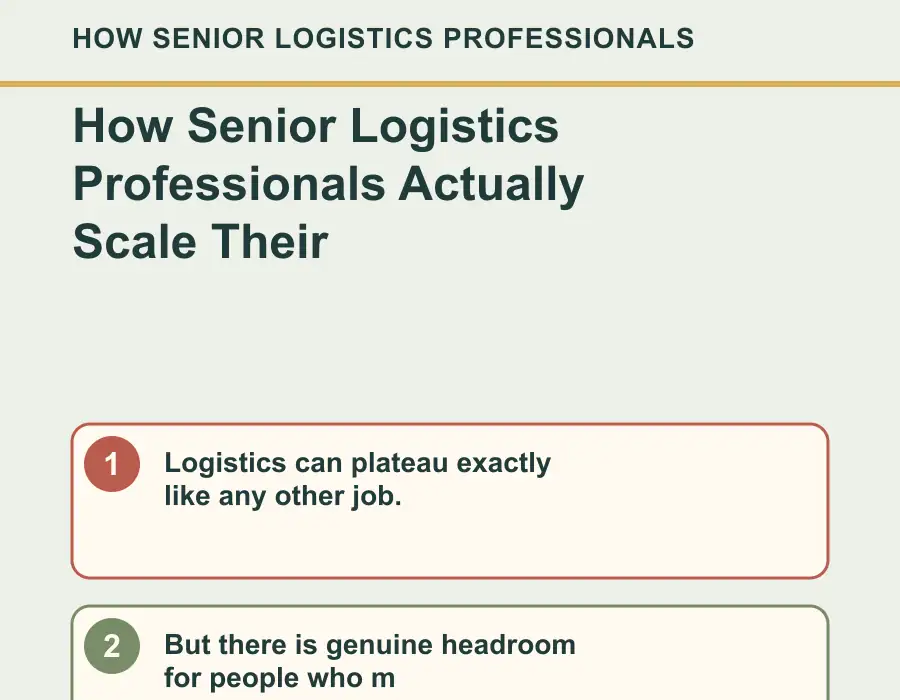 HOW SENIOR LOGISTICS PROFESSIONALS
How Senior Logistics
Professionals Actually
Scale Their
1
Logistics can plateau exactly
like any other job.
2
But there is genuine headroom
for people who m